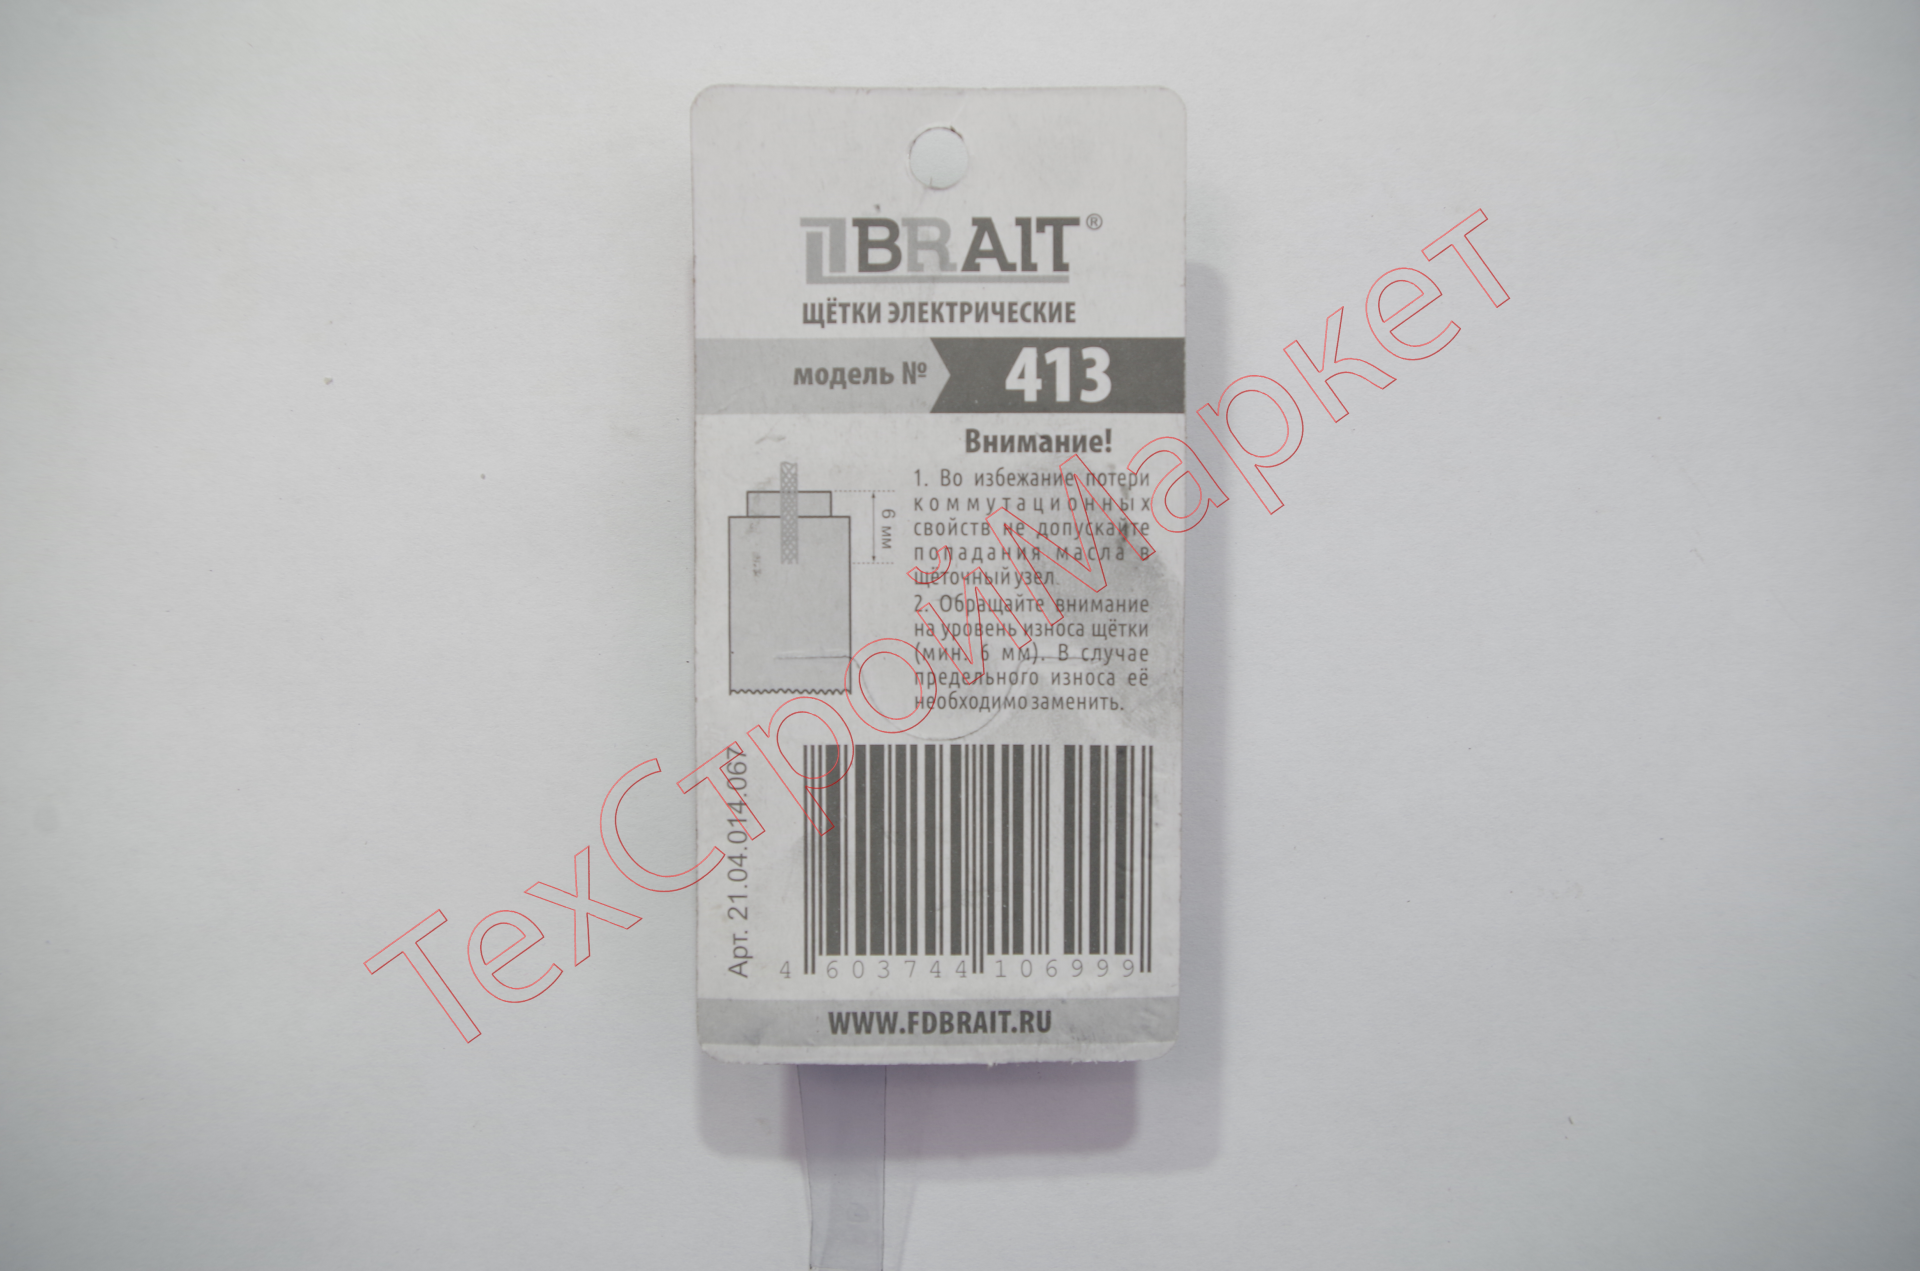 BRAIT®
ЩЁТКИ ЭЛЕКТРИЧЕСКИЕ
модель № 413
Внимание!
1. Во избежание потери
коммутационных
свойств не допускайте
попадания масла в
щёточный узел.
2. Обращайте внимание
на уровень износа щётки
(мин. 6 мм). В случае
предельного износа её
необходимо заменить.
6 мм
Арт. 21.04.014.067
4 603744 106999
WWW.FDBRAIT.RU
ТехСтройМаркет